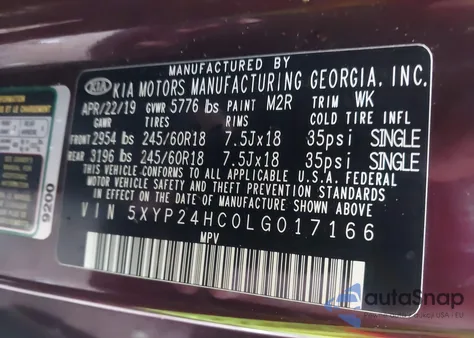 MANUFACTURED BY
KIA KIA MOTORS MANUFACTURING GEORGIA, INC.
APR/22/19 GVWR 5776 lbs PAINT M2R TRIM WK
TIRES RIMS COLD TIRE INFL
FRONT 2954 lbs 245/60R18 7.5Jx18 35psi SINGLE
REAR 3196 lbs 245/60R18 7.5Jx18 35psi SINGLE
THIS VEHICLE CONFORMS TO ALL APPLICABLE U.S.A. FEDERAL
MOTOR VEHICLE SAFETY AND THEFT PREVENTION STANDARDS
IN EFFECT ON THE DATE OF MANUFACTURE SHOWN ABOVE.
VIN 5XYP24HC0LG017166
MPV
9200
autaSnap